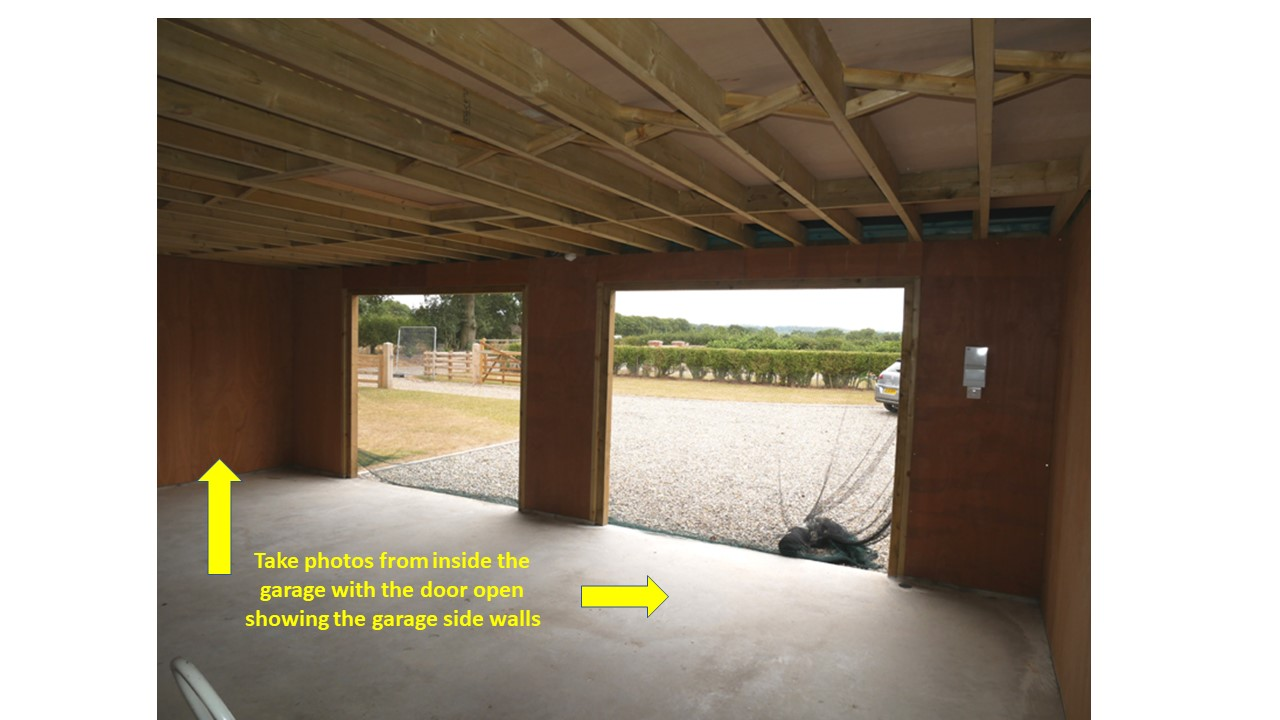 Take photos from inside the
garage with the door open
showing the garage side walls